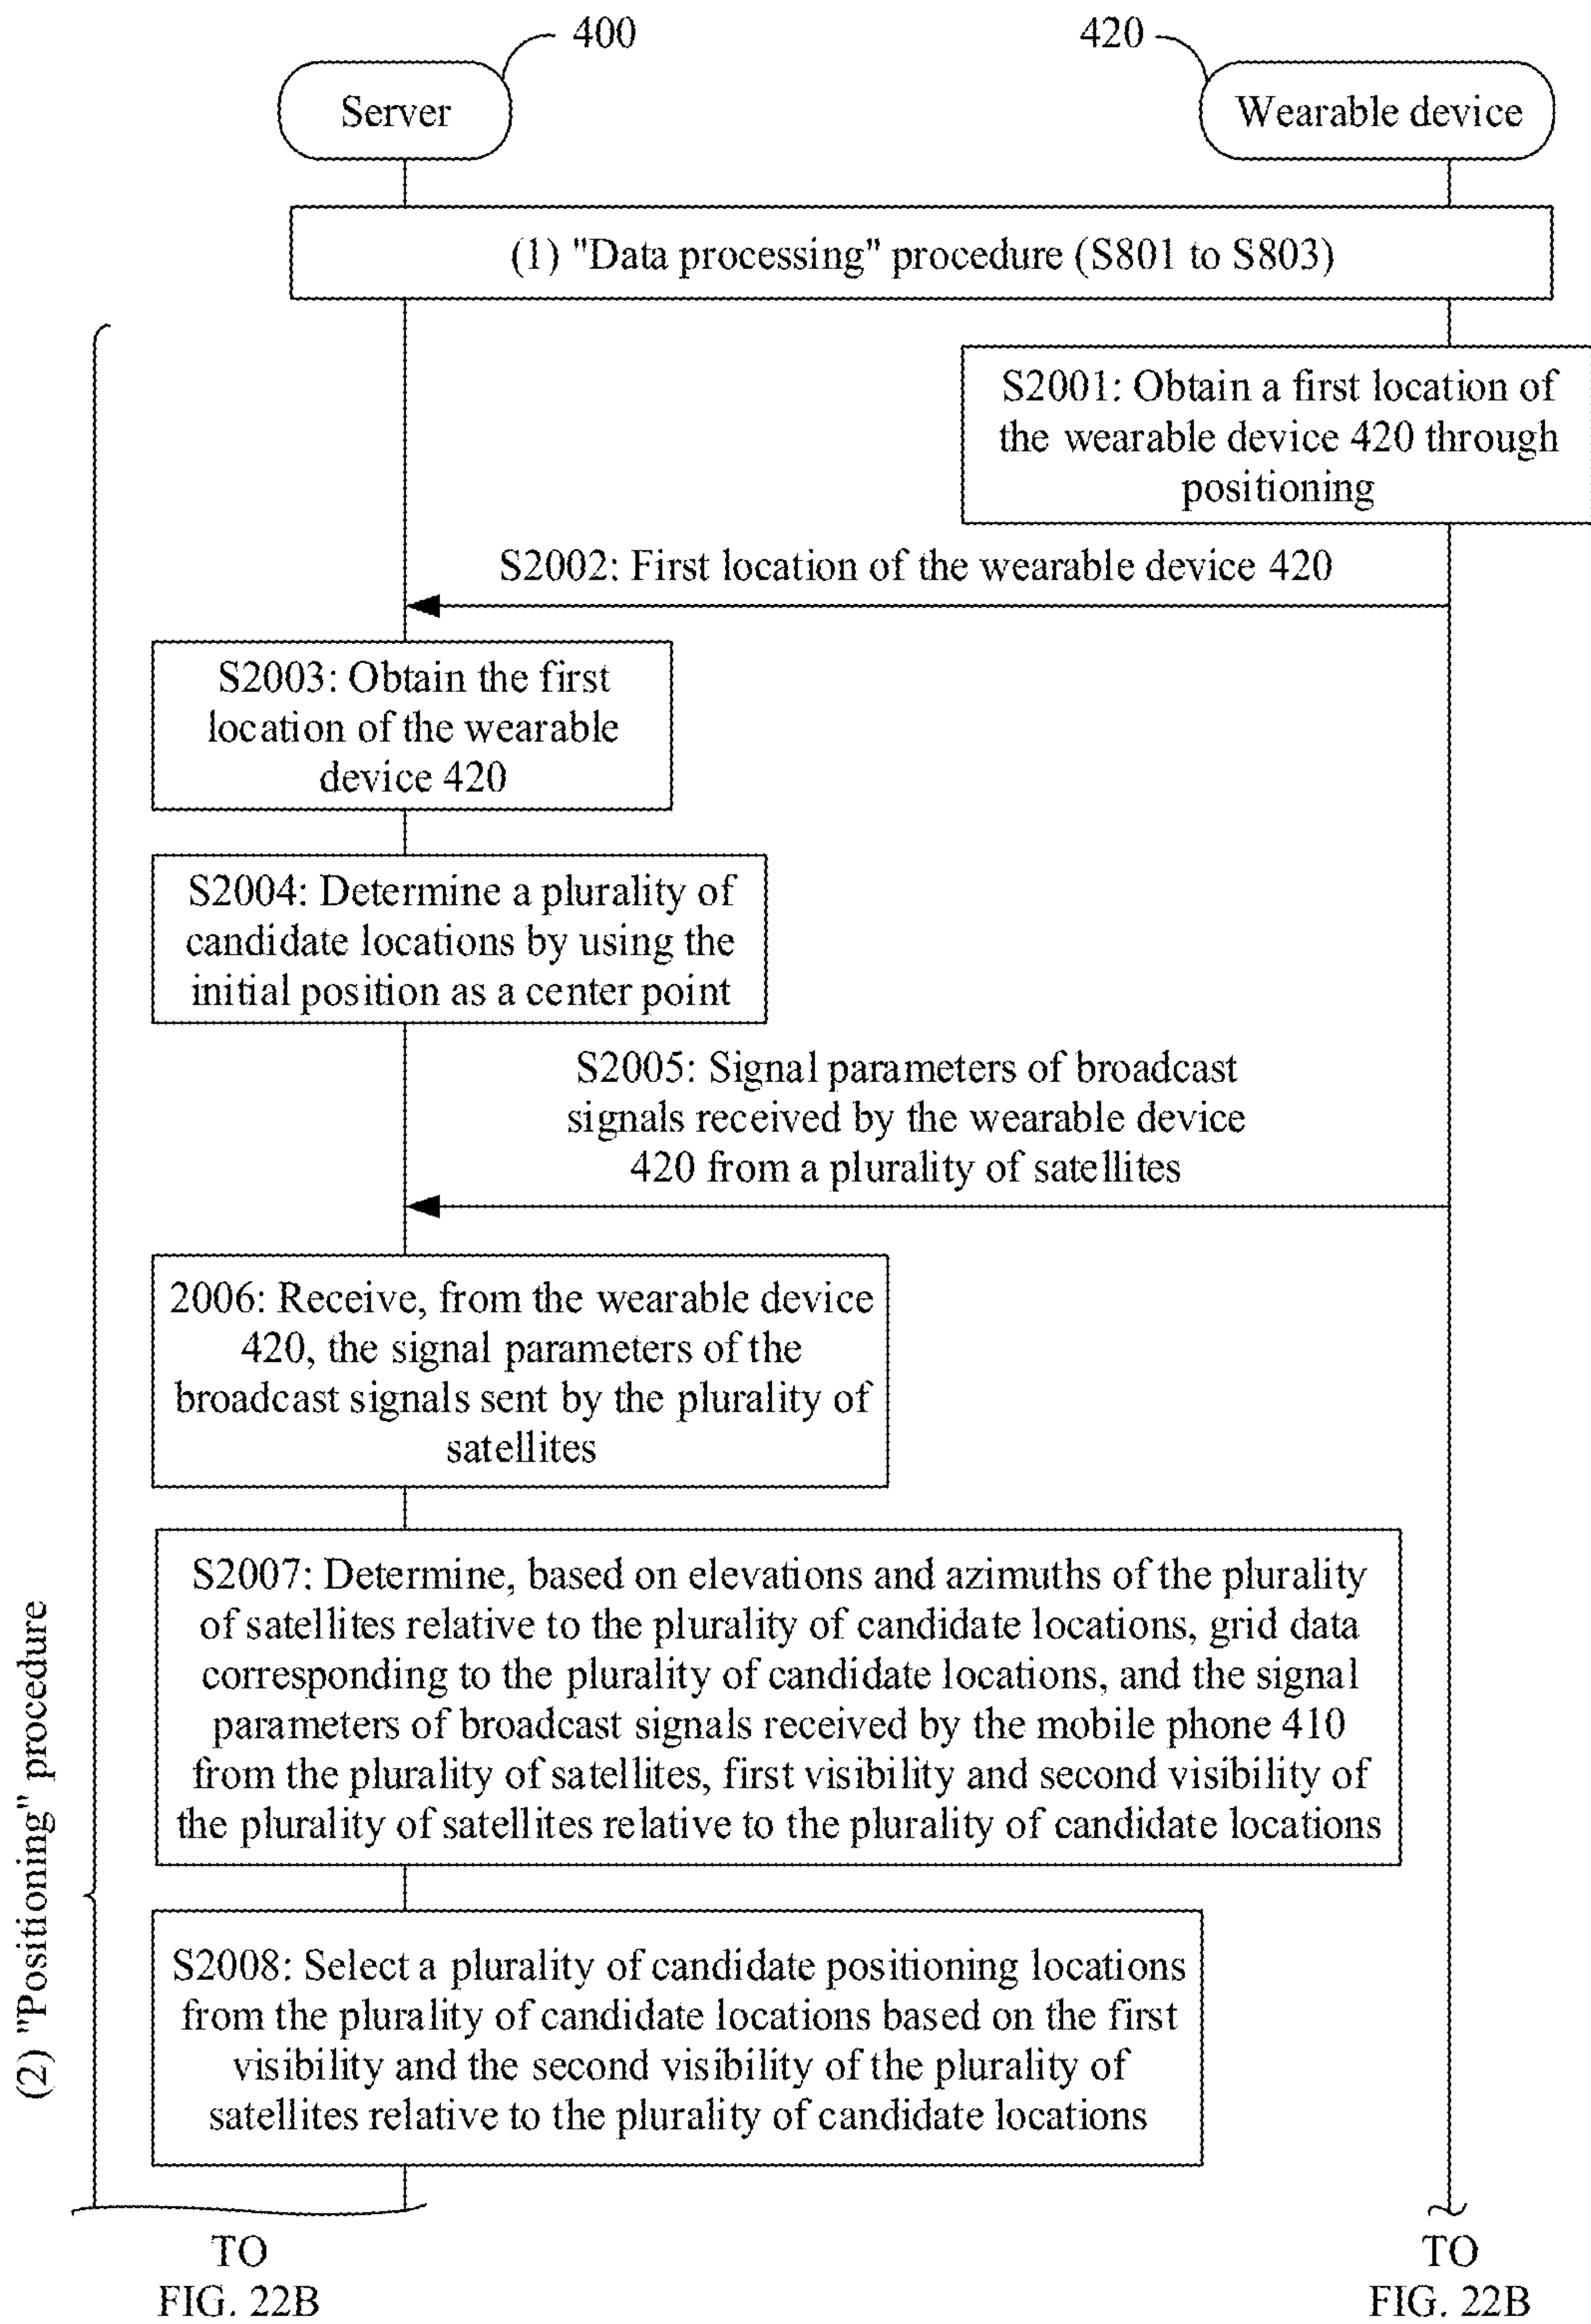 400
420
Server
Wearable device
(1) "Data processing" procedure (S801 to S803)
S2001: Obtain a first location of
the wearable device 420 through
positioning
S2002: First location of the wearable device 420
S2003: Obtain the first
location of the wearable
device 420
S2004: Determine a plurality of
candidate locations by using the
initial position as a center point
S2005: Signal parameters of broadcast
signals received by the wearable device
420 from a plurality of satellites
2006: Receive, from the wearable device
420, the signal parameters of the
broadcast signals sent by the plurality of
satellites
S2007: Determine, based on elevations and azimuths of the plurality
of satellites relative to the plurality of candidate locations, grid data
corresponding to the plurality of candidate locations, and the signal
parameters of broadcast signals received by the mobile phone 410
from the plurality of satellites, first visibility and second visibility of
the plurality of satellites relative to the plurality of candidate locations
(2) "Positioning" procedure
S2008: Select a plurality of candidate positioning locations
from the plurality of candidate locations based on the first
visibility and the second visibility of the plurality of
satellites relative to the plurality of candidate locations
TO
FIG. 22B
TO
FIG. 22B